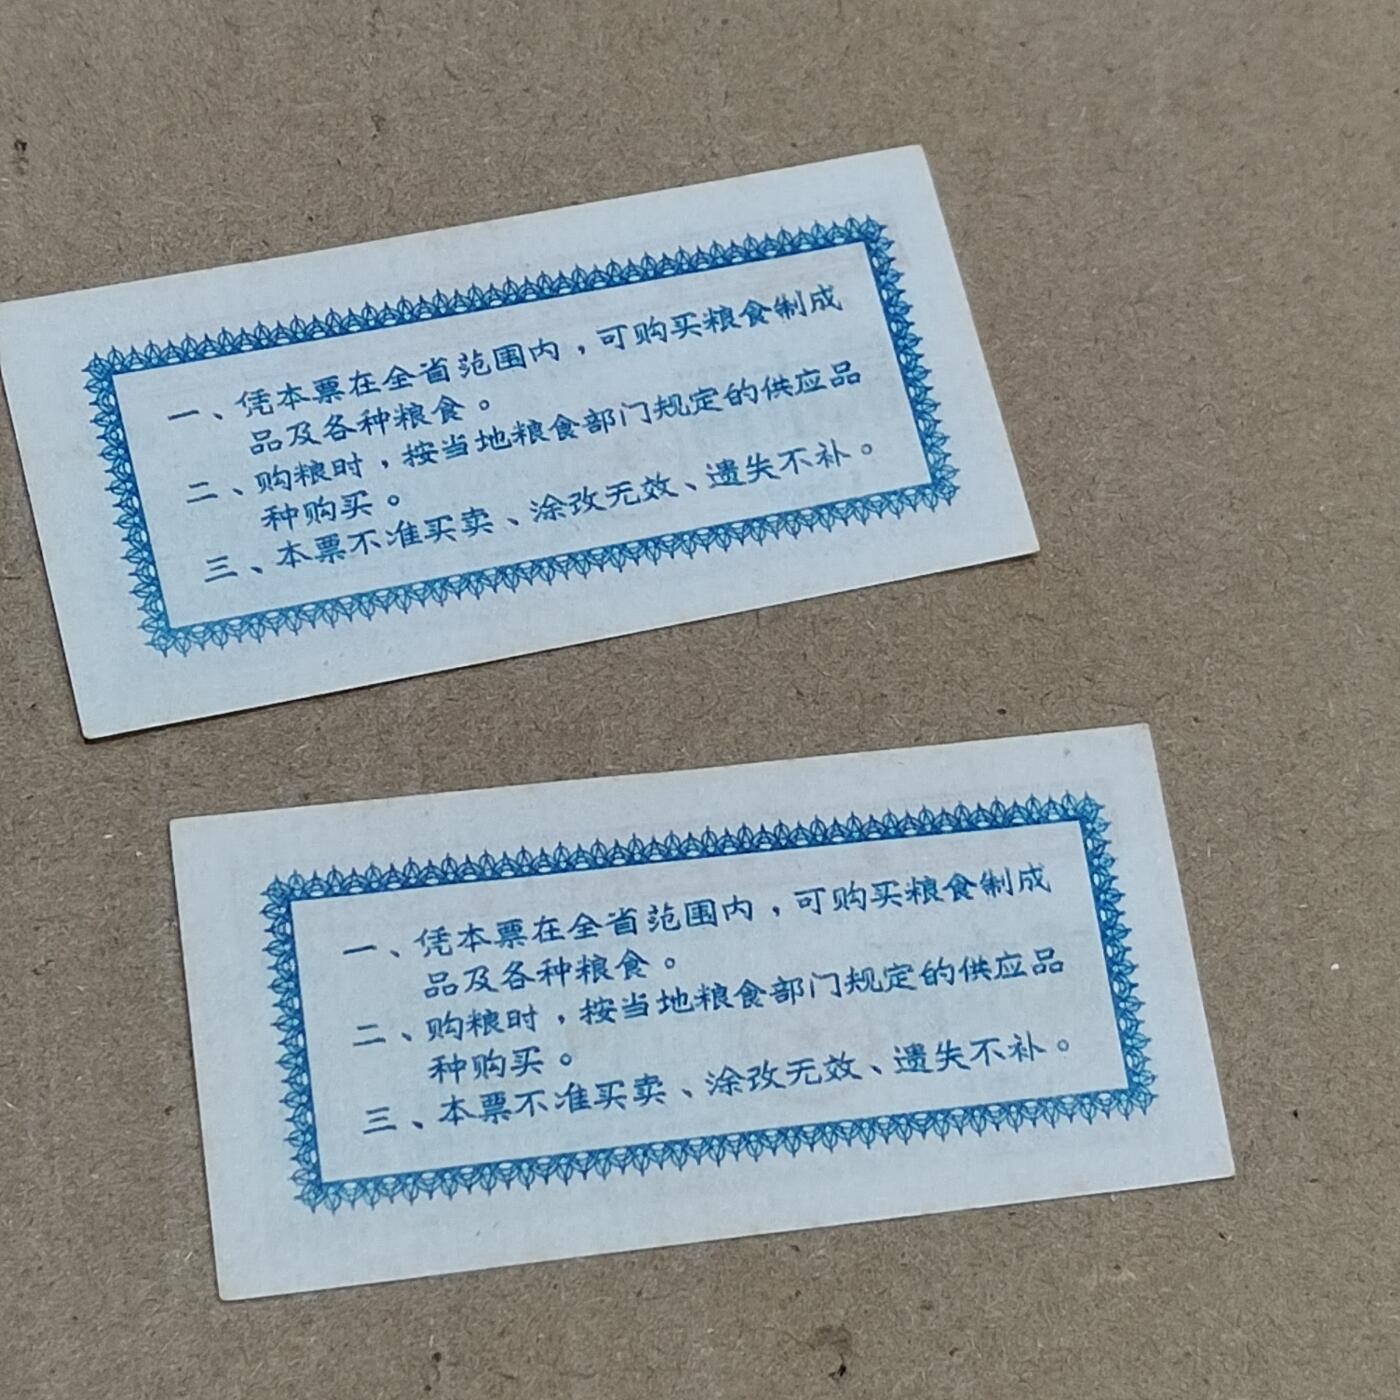 一、凭本票在全省范围内，可购买粮食制成
品及各种粮食。
二、购粮时，按当地粮食部门规定的供应品
种购买。
三、本票不准买卖、涂改无效、遗失不补。
一、凭本票在全省范围内，可购买粮食制成
品及各种粮食。
二、购粮时，按当地粮食部门规定的供应品
种购买。
三、本票不准买卖、涂改无效、遗失不补。